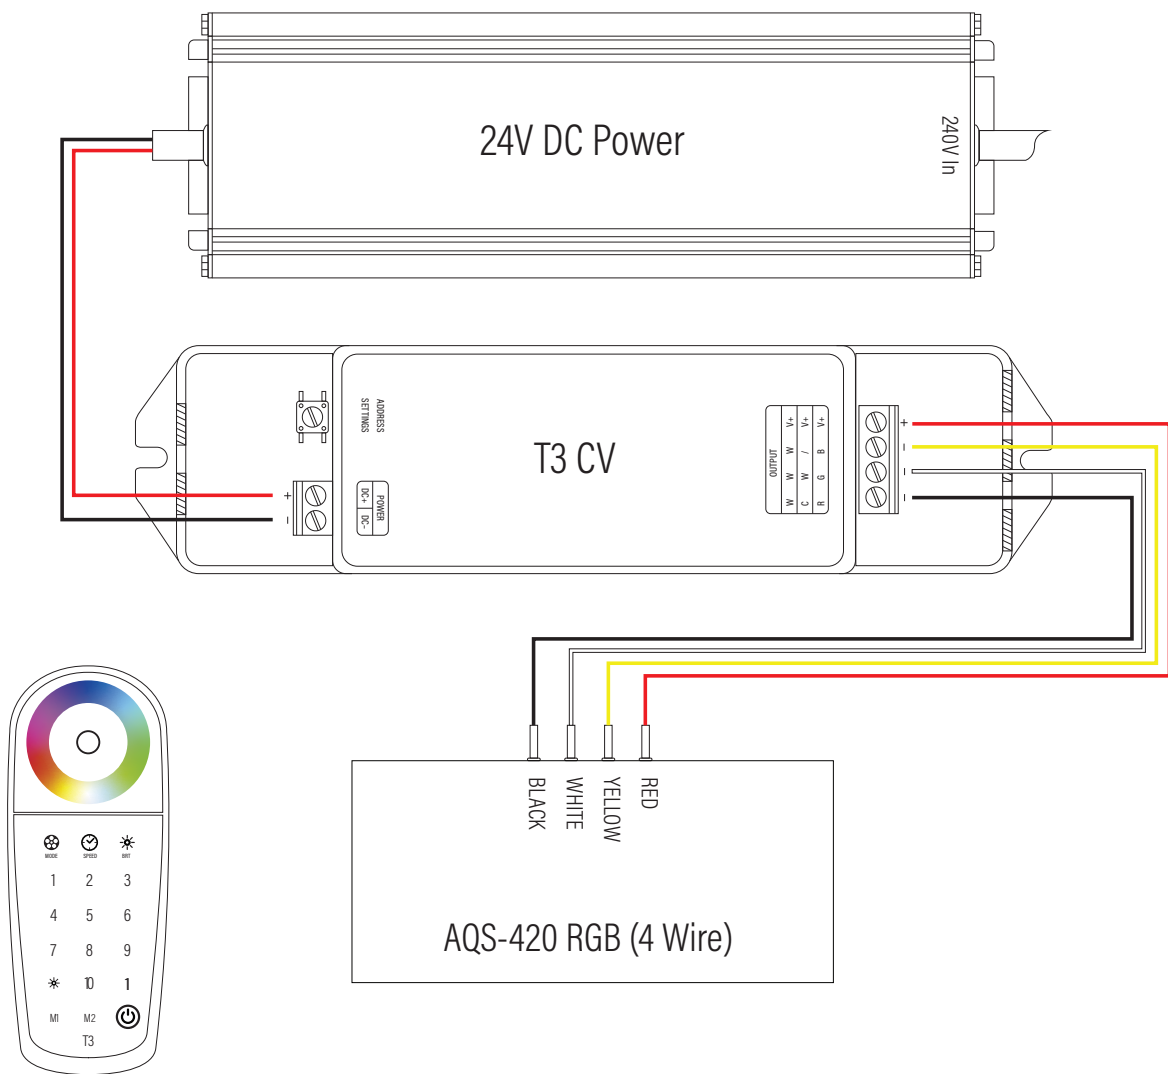 24V DC Power
240V In
ADDRESS
SETTINGS
T3 CV
V+ B G R
V+ / W C
V+ W W W
OUTPUT
POWER
DC+ DC-
+
−
+
−
−
−
BLACK
WHITE
YELLOW
RED
AQS-420 RGB (4 Wire)
MODE SPEED BRT
1 2 3
4 5 6
7 8 9
10 1
M1 M2
T3